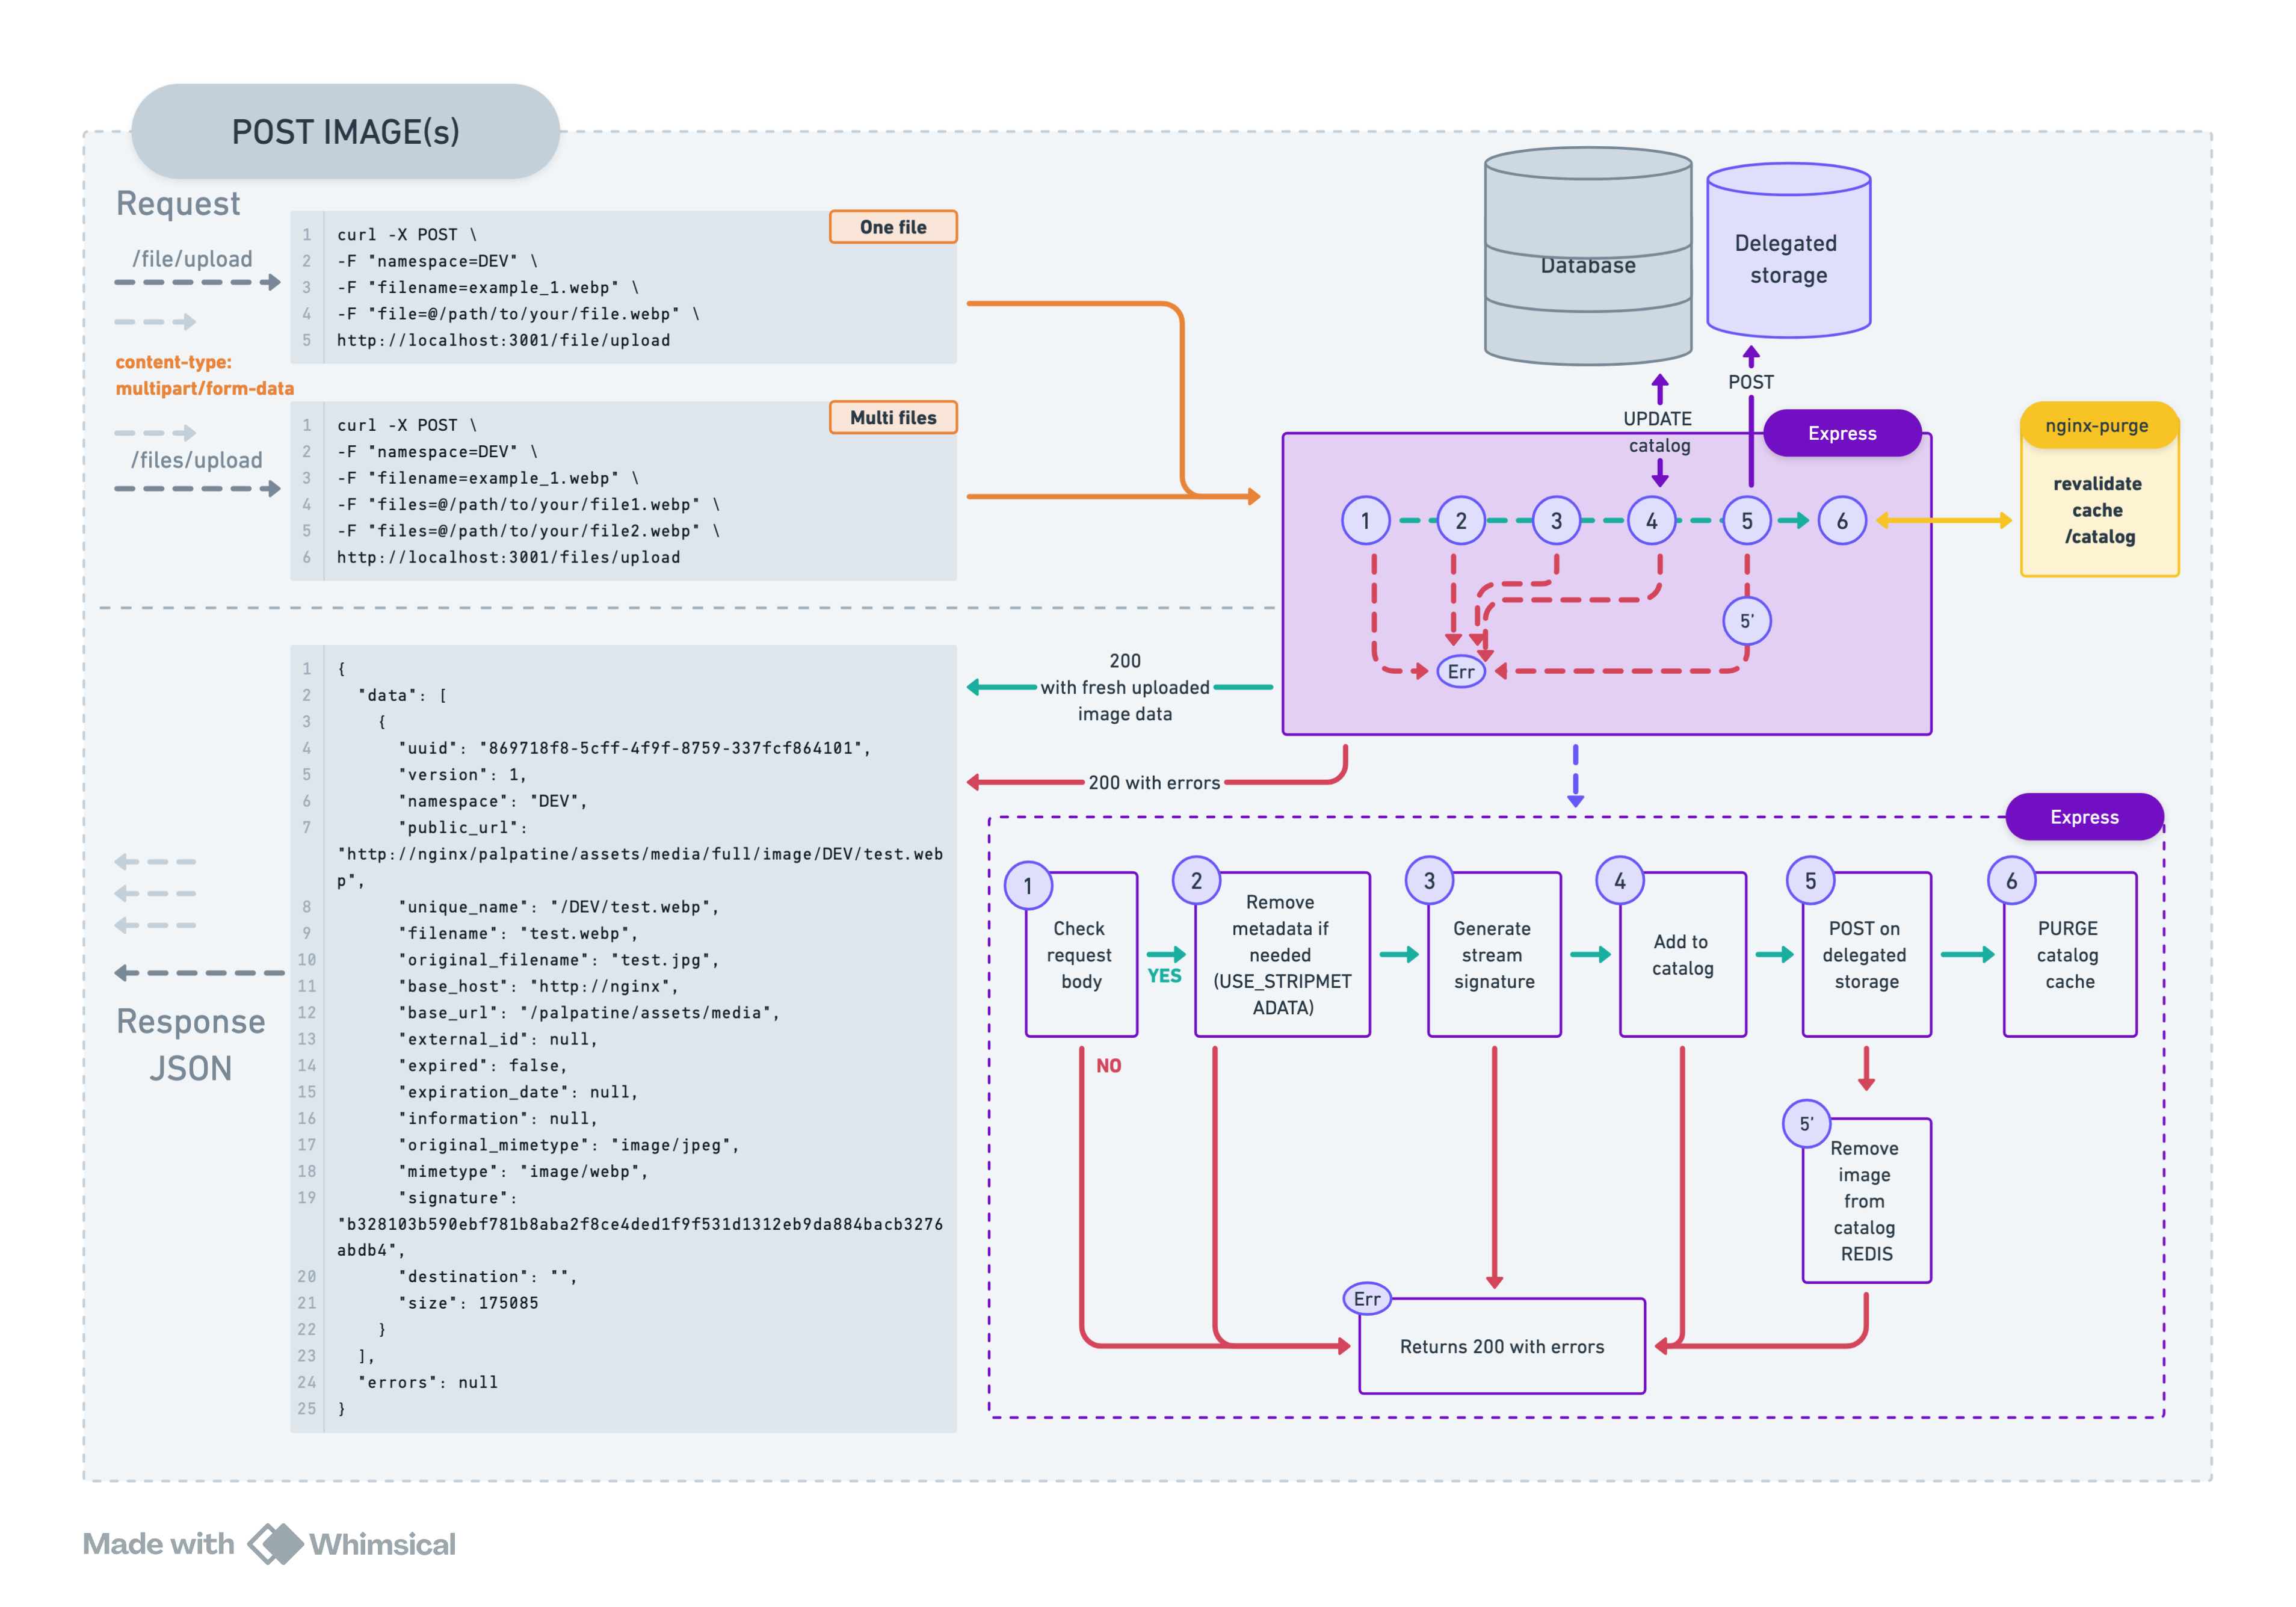 POST IMAGE(s)
Request
/file/upload
content-type:
multipart/form-data
/files/upload
One file
1 curl -X POST \
2 -F "namespace=DEV" \
3 -F "filename=example_1.webp" \
4 -F "file=@/path/to/your/file.webp" \
5 http://localhost:3001/file/upload
Multi files
1 curl -X POST \
2 -F "namespace=DEV" \
3 -F "filename=example_1.webp" \
4 -F "files=@/path/to/your/file1.webp" \
5 -F "files=@/path/to/your/file2.webp" \
6 http://localhost:3001/files/upload
Database
Delegated
storage
POST
UPDATE
catalog
Express
nginx-purge
revalidate
cache
/catalog
1 2 3 4 5 6
5'
Err
200
with fresh uploaded
image data
200 with errors
1 {
2 "data": [
3 {
4 "uuid": "869718f8-5cff-4f9f-8759-337fcf864101",
5 "version": 1,
6 "namespace": "DEV",
7 "public_url":
"http://nginx/palpatine/assets/media/full/image/DEV/test.web
p",
8 "unique_name": "/DEV/test.webp",
9 "filename": "test.webp",
10 "original_filename": "test.jpg",
11 "base_host": "http://nginx",
12 "base_url": "/palpatine/assets/media",
13 "external_id": null,
14 "expired": false,
15 "expiration_date": null,
16 "information": null,
17 "original_mimetype": "image/jpeg",
18 "mimetype": "image/webp",
19 "signature":
"b328103b590ebf781b8aba2f8ce4ded1f9f531d1312eb9da884bacb3276
abdb4",
20 "destination": "",
21 "size": 175085
22 }
23 ],
24 "errors": null
25 }
Response
JSON
Express
1
Check
request
body
YES
NO
2
Remove
metadata if
needed
(USE_STRIPMET
ADATA)
3
Generate
stream
signature
4
Add to
catalog
5
POST on
delegated
storage
6
PURGE
catalog
cache
5'
Remove
image
from
catalog
REDIS
Err
Returns 200 with errors
Made with Whimsical